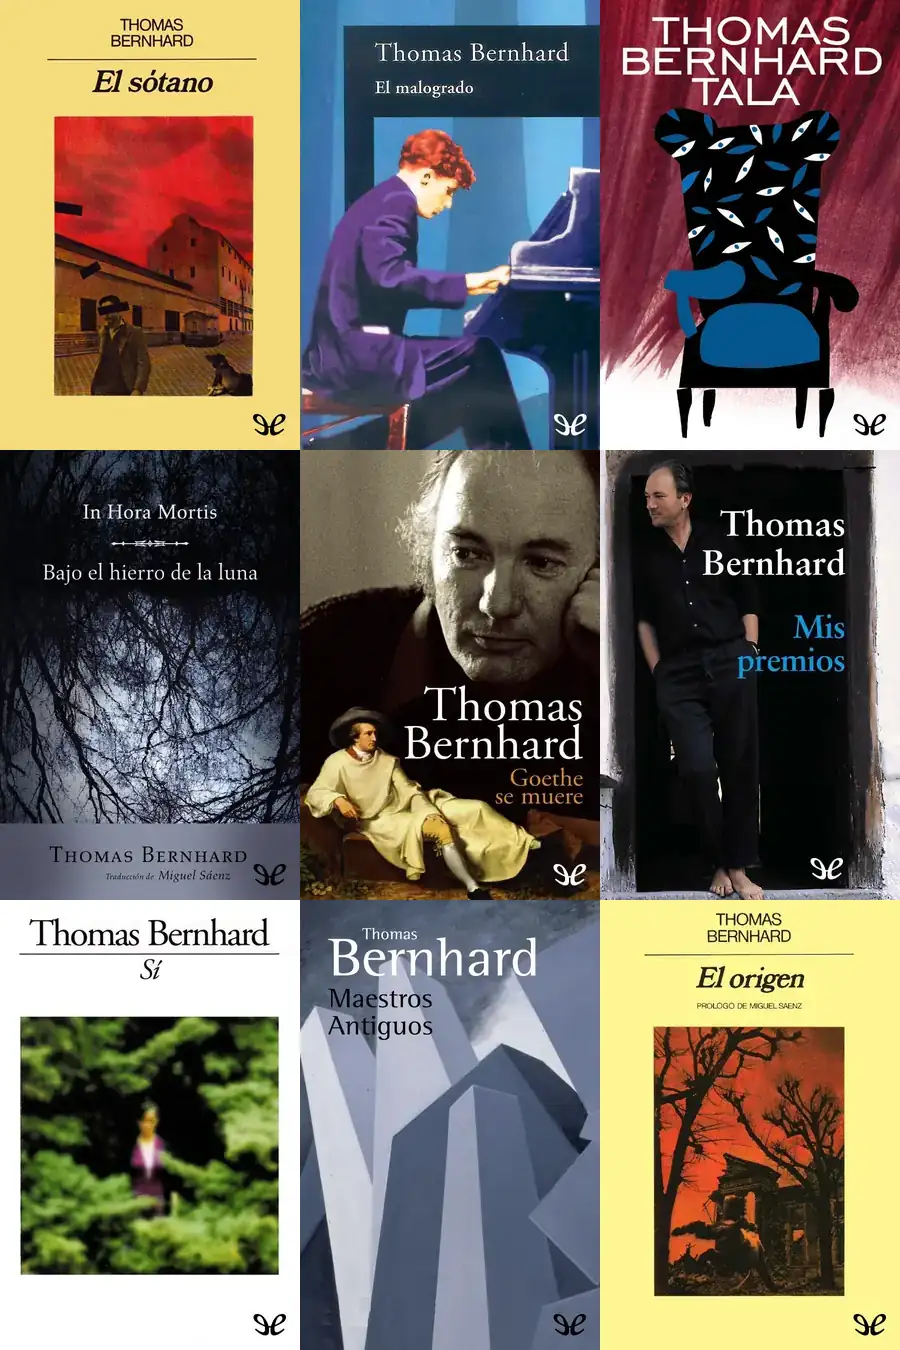 THOMAS
BERNHARD
El sótano
Thomas Bernhard
El malogrado
THOMAS
BERNHARD
TALA
In Hora Mortis
Bajo el hierro de la luna
THOMAS BERNHARD
Traducción de Miguel Sáenz
Thomas
Bernhard
Goethe
se muere
Thomas
Bernhard
Mis
premios
Thomas Bernhard
Sí
Thomas
Bernhard
Maestros
Antiguos
THOMAS
BERNHARD
El origen
PROLOGO DE MIGUEL SAENZ